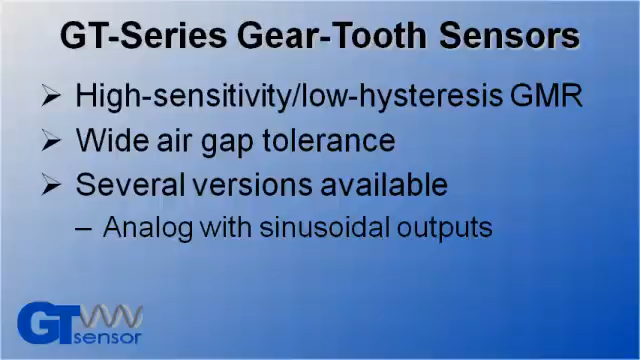 GT-Series Gear-Tooth Sensors
➢ High-sensitivity/low-hysteresis GMR
➢ Wide air gap tolerance
➢ Several versions available
– Analog with sinusoidal outputs
GT
sensor